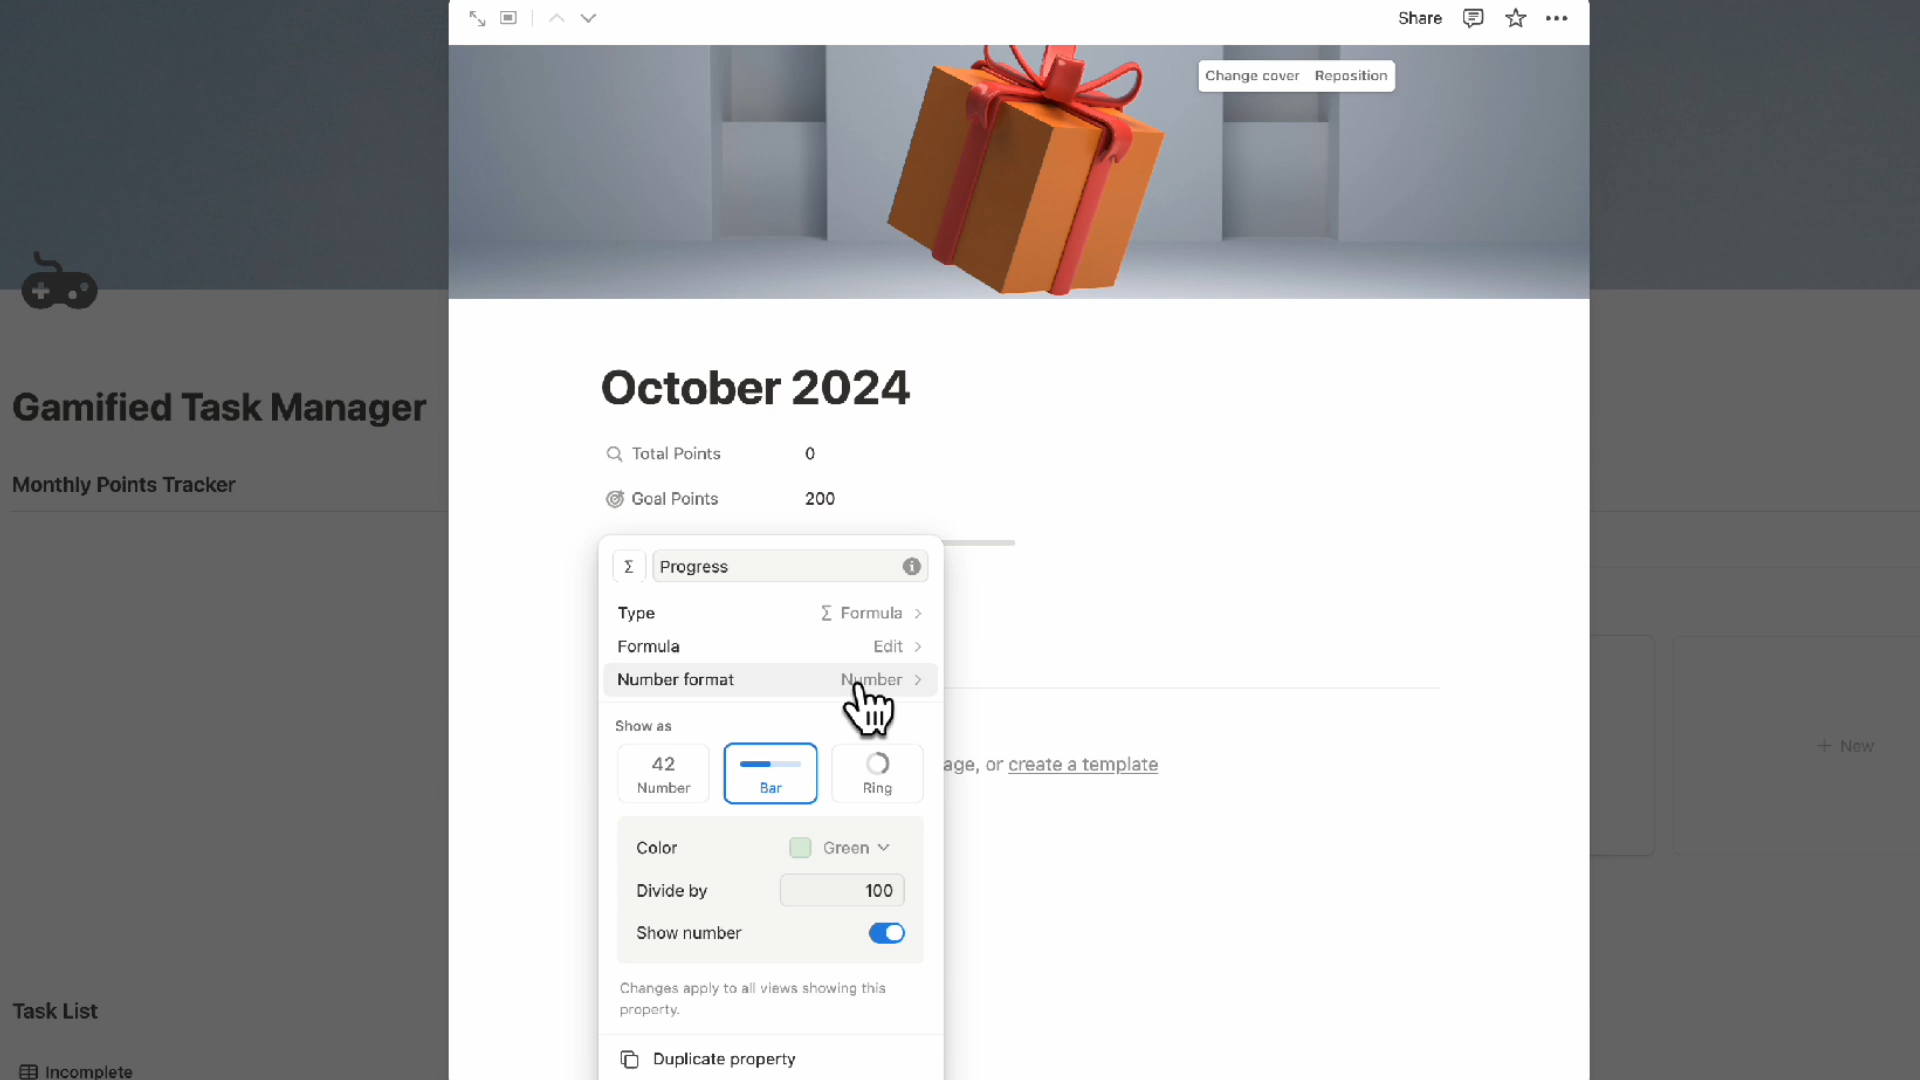 Share
Change cover Reposition
Gamified Task Manager
Monthly Points Tracker
October 2024
Total Points 0
Goal Points 200
Σ Progress
Type Σ Formula
Formula Edit
Number format Number
Show as
42
Number
Bar
Ring
age, or create a template
+ New
Color Green
Divide by 100
Show number
Changes apply to all views showing this
property.
Duplicate property
Task List
Incomplete